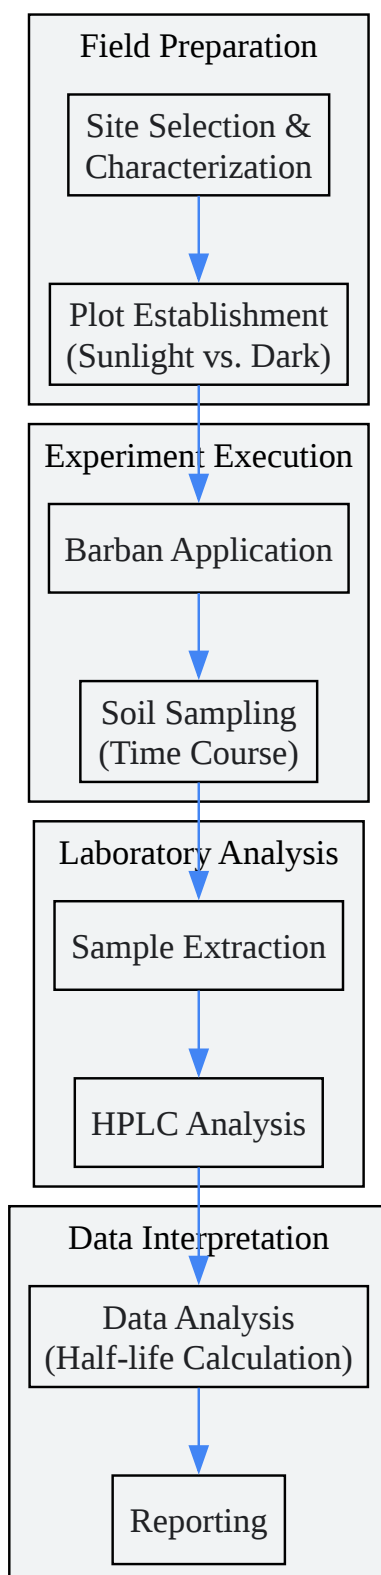 Field Preparation
Site Selection &
Characterization
Plot Establishment
(Sunlight vs. Dark)
Experiment Execution
Barban Application
Soil Sampling
(Time Course)
Laboratory Analysis
Sample Extraction
HPLC Analysis
Data Interpretation
Data Analysis
(Half-life Calculation)
Reporting